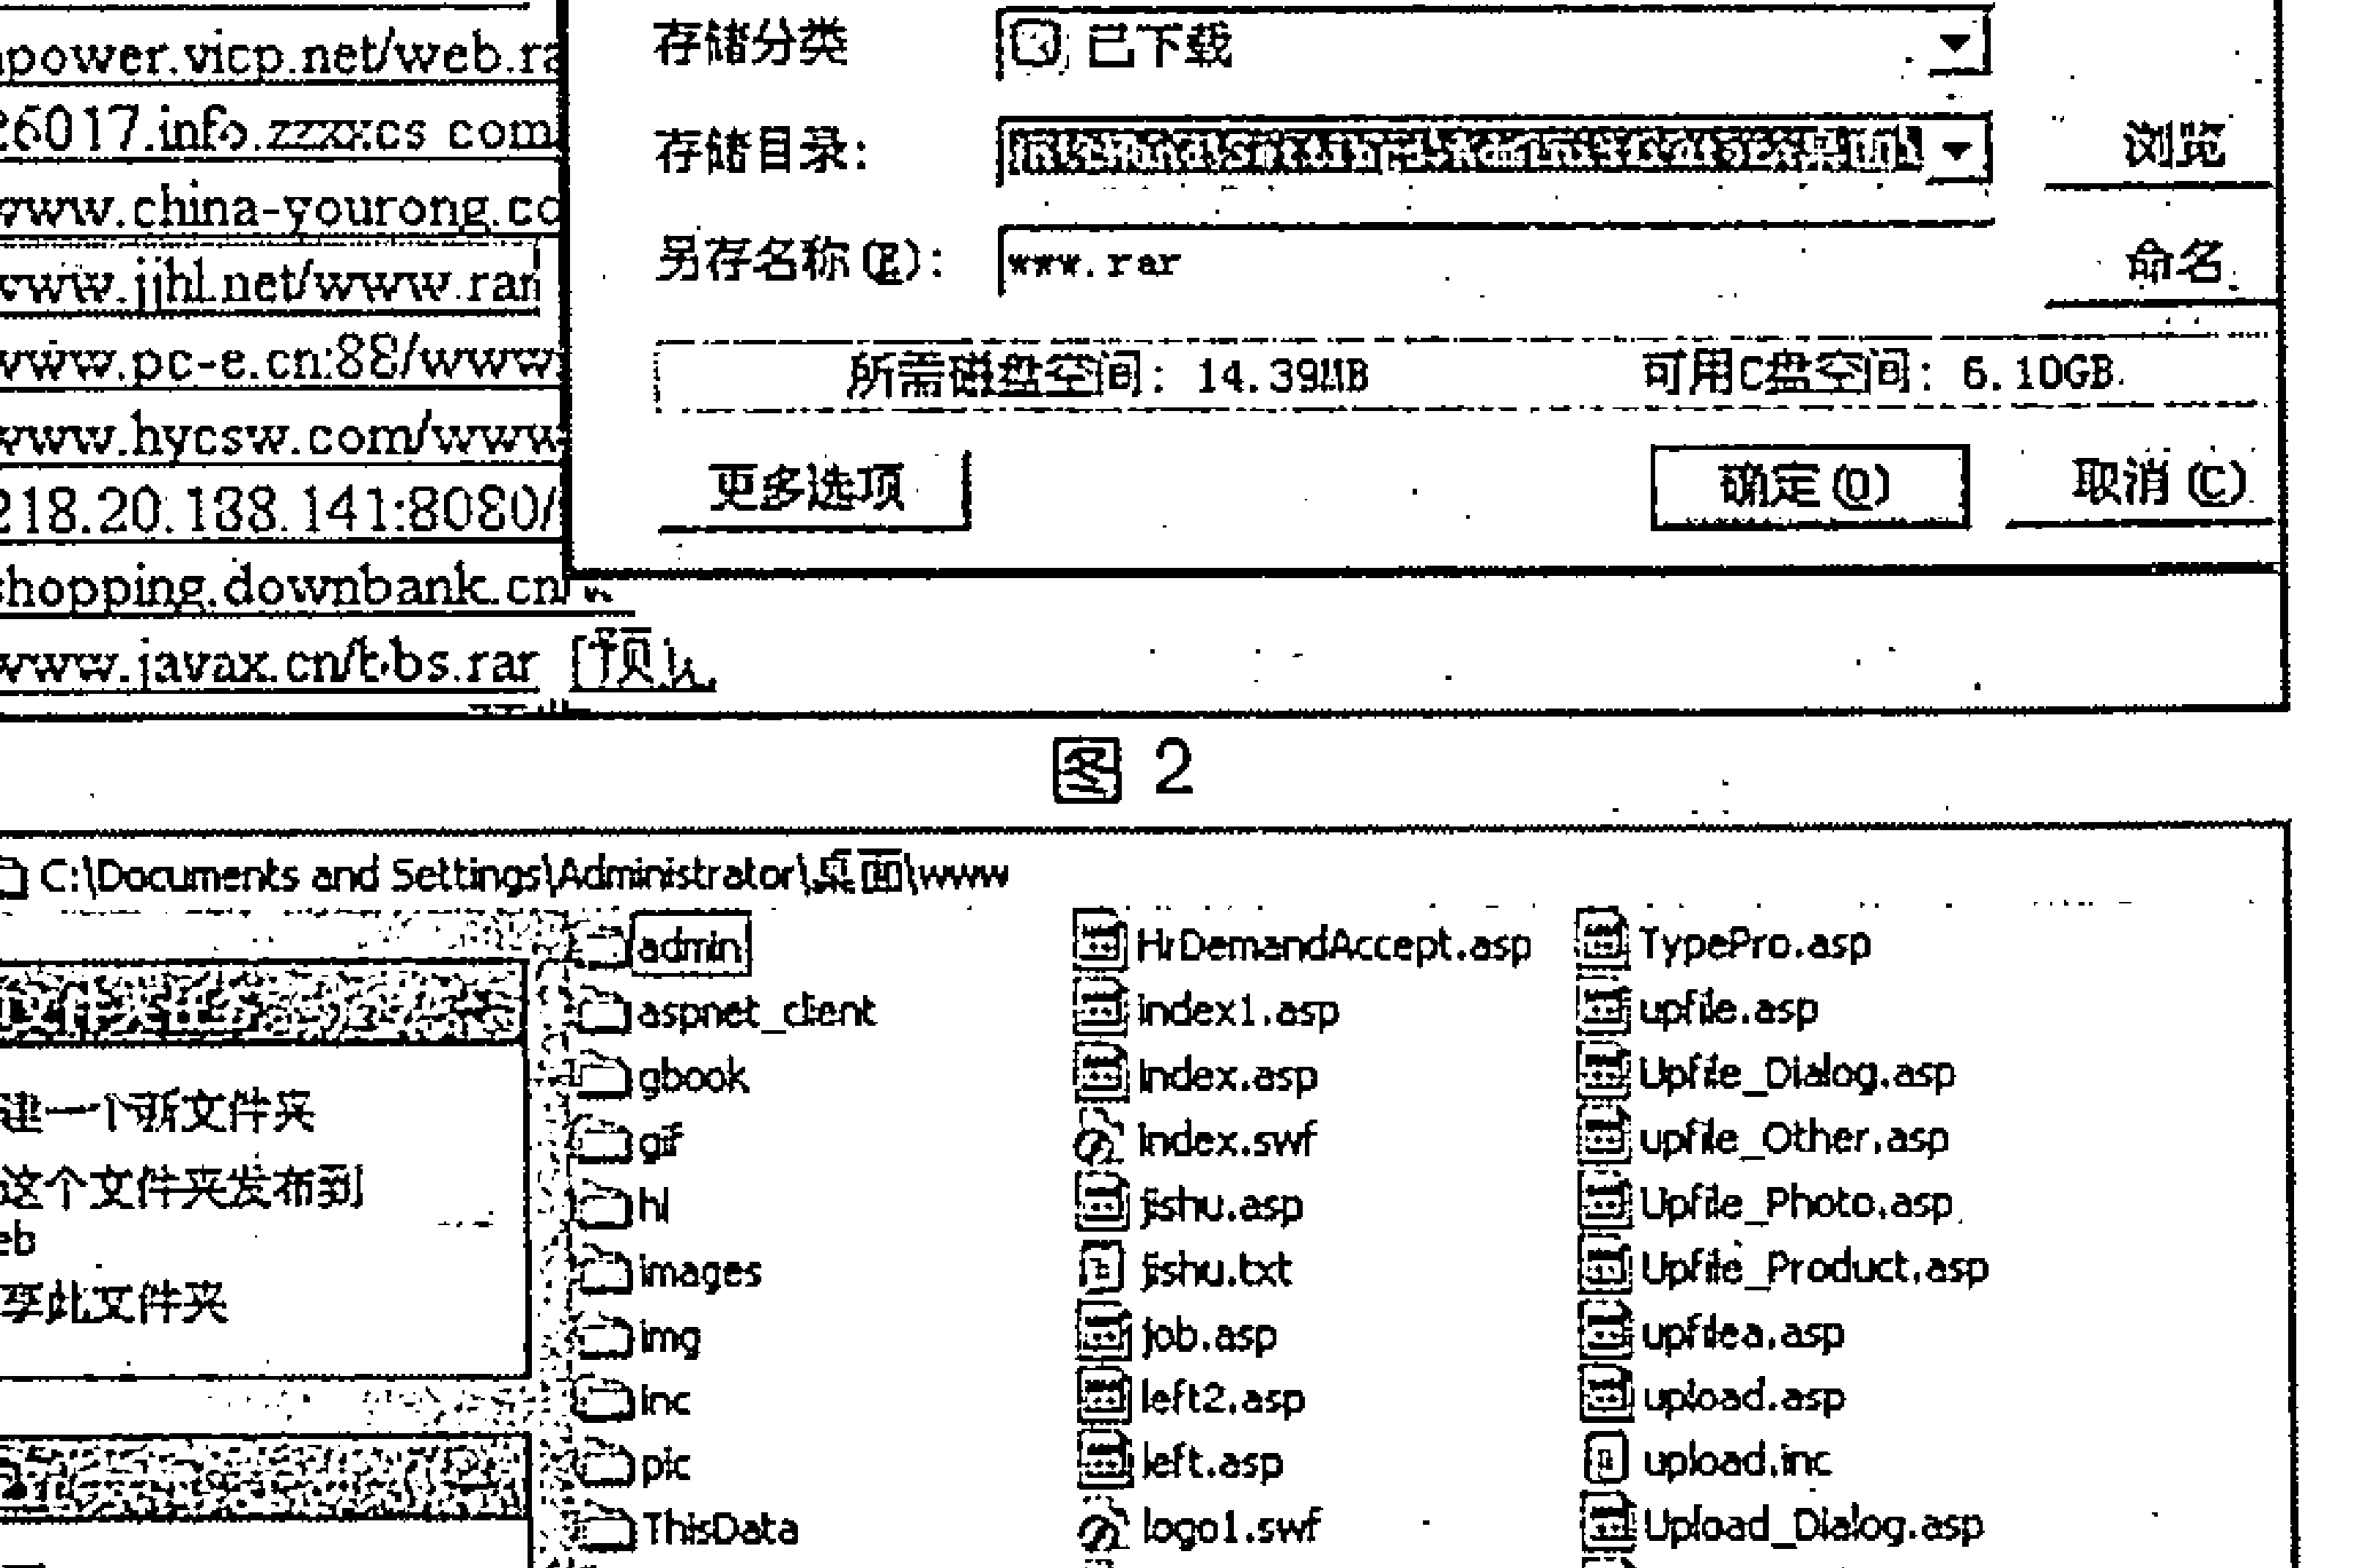 power.vicp.net/web.ra
26017.info.zzxxcs com
www.china-yourong.co
www.jjhl.net/www.rar
www.pc-e.cn:88/www
www.hycsw.com/www
218.20.138.141:8080/
shopping.downbank.cn/w
www.javax.cn/bbs.rar
存储分类 已下载
存储目录: 浏览
另存名称(E): www.rar 命名
所需磁盘空间: 14.39MB 可用C盘空间: 6.10GB
更多选项 确定(O) 取消(C)
图 2
C:\Documents and Settings\Administrator\桌面\www
建一个新文件夹
这个文件夹发布到
eb
享此文件夹
admin
aspnet_client
gbook
gif
hl
images
img
inc
pic
ThisData
HrDemandAccept.asp
index1.asp
index.asp
index.swf
jishu.asp
jishu.txt
job.asp
left2.asp
left.asp
logo1.swf
TypePro.asp
upfile.asp
Upfile_Dialog.asp
upfile_Other.asp
Upfile_Photo.asp
Upfile_Product.asp
upfilea.asp
upload.asp
upload.inc
Upload_Dialog.asp